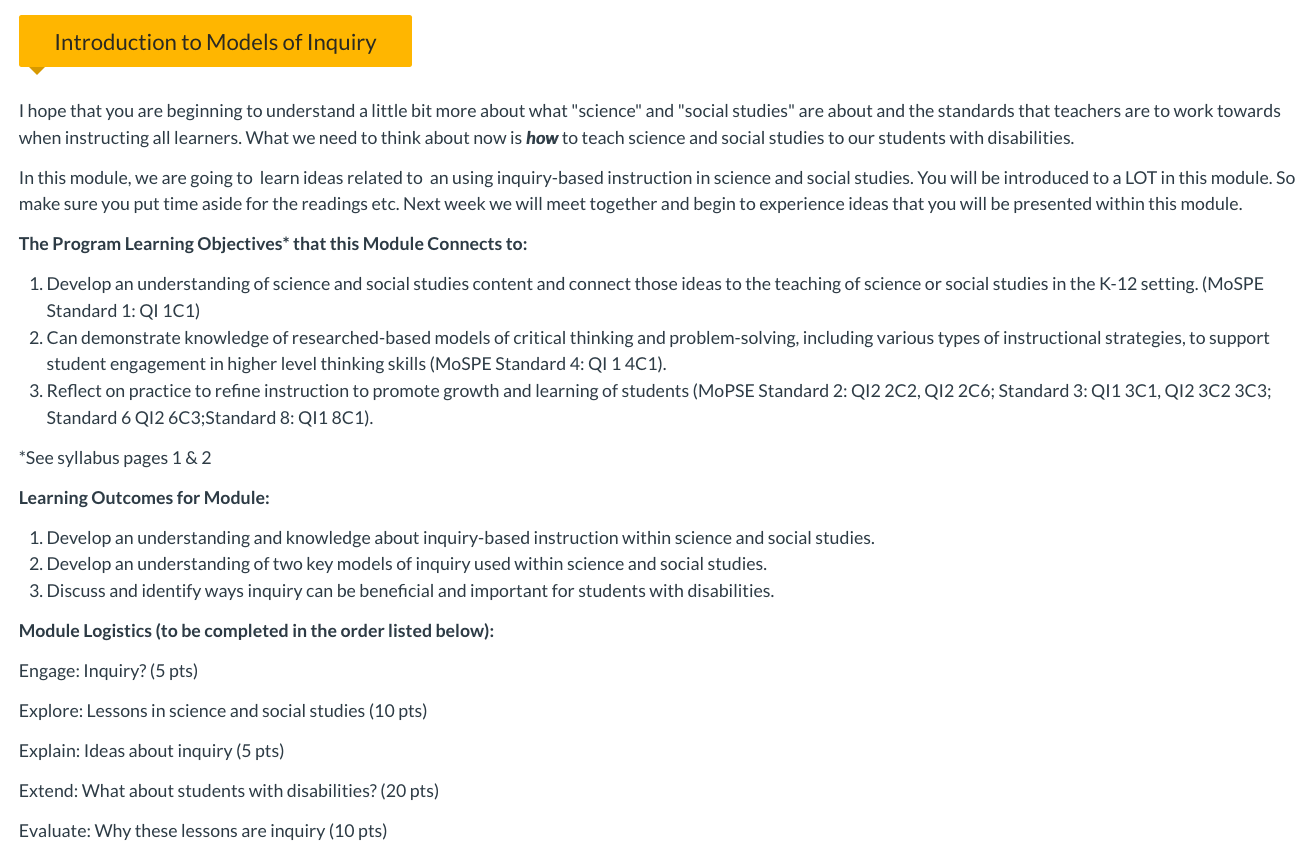 Introduction to Models of Inquiry
I hope that you are beginning to understand a little bit more about what "science" and "social studies" are about and the standards that teachers are to work towards
when instructing all learners. What we need to think about now is how to teach science and social studies to our students with disabilities.
In this module, we are going to  learn ideas related to  an using inquiry-based instruction in science and social studies. You will be introduced to a LOT in this module. So
make sure you put time aside for the readings etc. Next week we will meet together and begin to experience ideas that you will be presented within this module.
The Program Learning Objectives* that this Module Connects to:
1. Develop an understanding of science and social studies content and connect those ideas to the teaching of science or social studies in the K-12 setting. (MoSPE
Standard 1: QI 1C1)
2. Can demonstrate knowledge of researched-based models of critical thinking and problem-solving, including various types of instructional strategies, to support
student engagement in higher level thinking skills (MoSPE Standard 4: QI 1 4C1).
3. Reflect on practice to refine instruction to promote growth and learning of students (MoPSE Standard 2: QI2 2C2, QI2 2C6; Standard 3: QI1 3C1, QI2 3C2 3C3;
Standard 6 QI2 6C3;Standard 8: QI1 8C1).
*See syllabus pages 1 & 2
Learning Outcomes for Module:
1. Develop an understanding and knowledge about inquiry-based instruction within science and social studies.
2. Develop an understanding of two key models of inquiry used within science and social studies.
3. Discuss and identify ways inquiry can be beneficial and important for students with disabilities.
Module Logistics (to be completed in the order listed below):
Engage: Inquiry? (5 pts)
Explore: Lessons in science and social studies (10 pts)
Explain: Ideas about inquiry (5 pts)
Extend: What about students with disabilities? (20 pts)
Evaluate: Why these lessons are inquiry (10 pts)